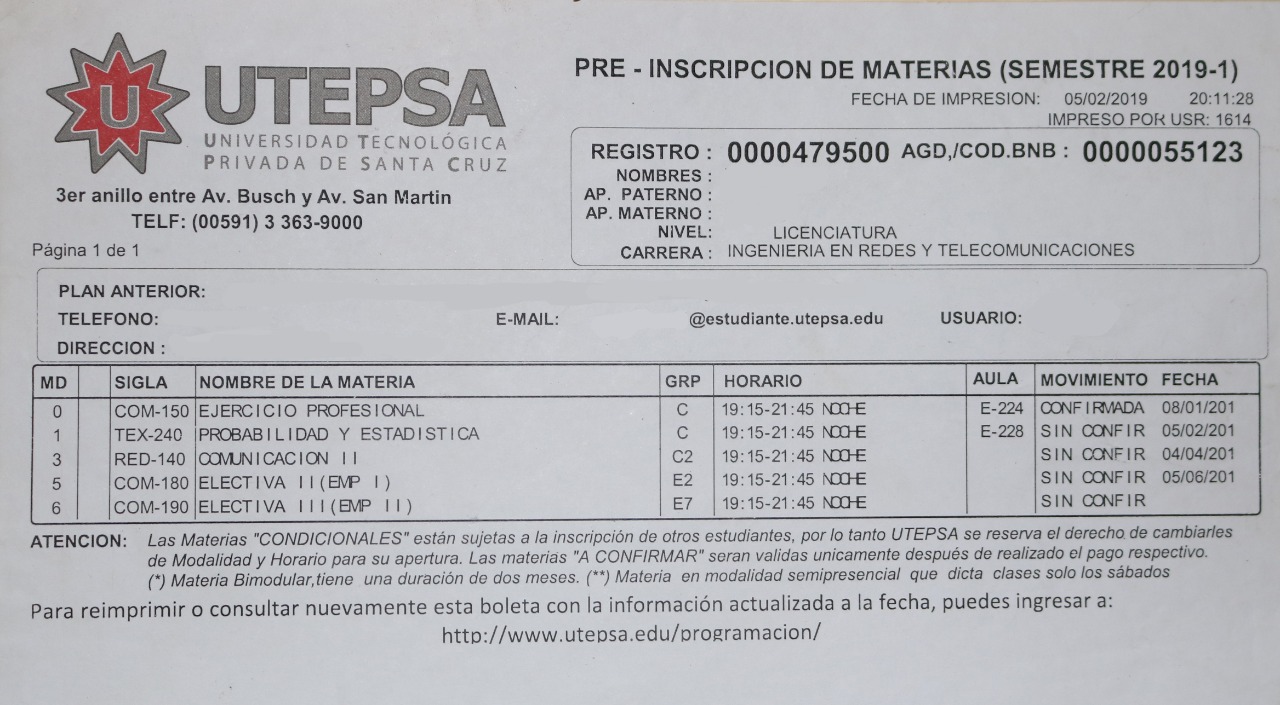 UTEPSA
UNIVERSIDAD TECNOLÓGICA
PRIVADA DE SANTA CRUZ
3er anillo entre Av. Busch y Av. San Martin
TELF: (00591) 3 363-9000
Página 1 de 1
PRE - INSCRIPCION DE MATERIAS (SEMESTRE 2019-1)
FECHA DE IMPRESION: 05/02/2019 20:11:28
IMPRESO POR USR: 1614
REGISTRO : 0000479500 AGD,/COD.BNB : 0000055123
NOMBRES :
AP. PATERNO :
AP. MATERNO :
NIVEL: LICENCIATURA
CARRERA : INGENIERIA EN REDES Y TELECOMUNICACIONES
PLAN ANTERIOR:
TELEFONO: E-MAIL: @estudiante.utepsa.edu USUARIO:
DIRECCION :
MD SIGLA NOMBRE DE LA MATERIA GRP HORARIO AULA MOVIMIENTO FECHA
0 COM-150 EJERCICIO PROFESIONAL C 19:15-21:45 NOCHE E-224 CONFIRMADA 08/01/201
1 TEX-240 PROBABILIDAD Y ESTADISTICA C 19:15-21:45 NOCHE E-228 SIN CONFIR 05/02/201
3 RED-140 COMUNICACION II C2 19:15-21:45 NOCHE SIN CONFIR 04/04/201
5 COM-180 ELECTIVA II(EMP I) E2 19:15-21:45 NOCHE SIN CONFIR 05/06/201
6 COM-190 ELECTIVA III(EMP II) E7 19:15-21:45 NOCHE SIN CONFIR
ATENCION: Las Materias "CONDICIONALES" están sujetas a la inscripción de otros estudiantes, por lo tanto UTEPSA se reserva el derecho de cambiarles
de Modalidad y Horario para su apertura. Las materias "A CONFIRMAR" seran validas unicamente después de realizado el pago respectivo.
(*) Materia Bimodular,tiene una duración de dos meses. (**) Materia en modalidad semipresencial que dicta clases solo los sábados
Para reimprimir o consultar nuevamente esta boleta con la información actualizada a la fecha, puedes ingresar a:
http://www.utepsa.edu/programacion/